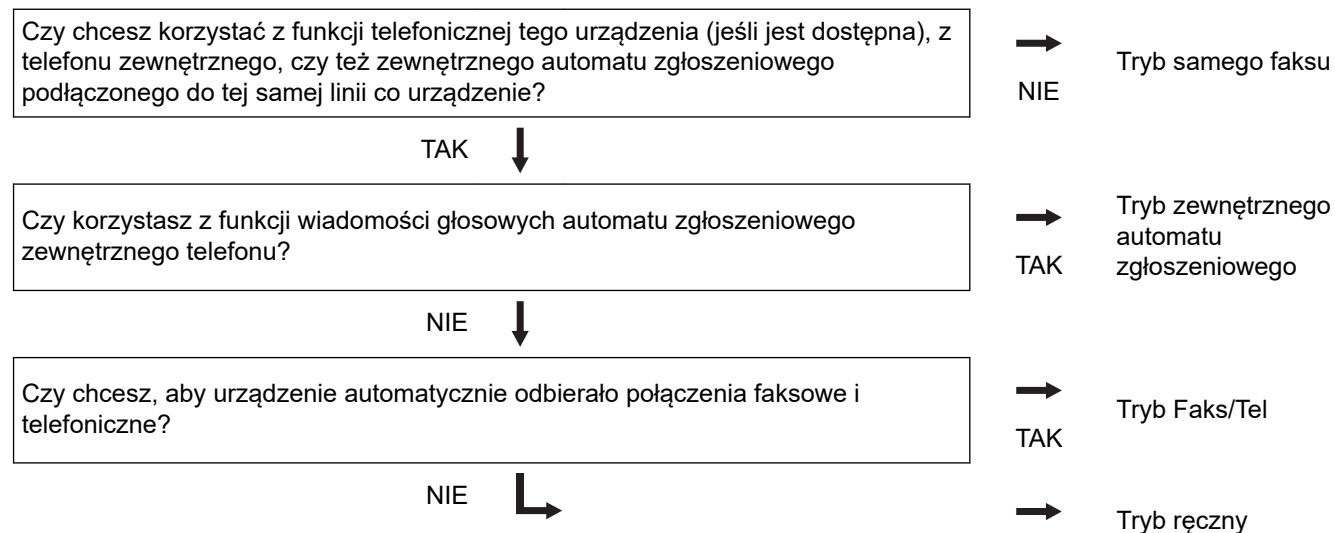 Czy chcesz korzystać z funkcji telefonicznej tego urządzenia (jeśli jest dostępna), z
telefonu zewnętrznego, czy też zewnętrznego automatu zgłoszeniowego
podłączonego do tej samej linii co urządzenie?
NIE
Tryb samego faksu
TAK
Czy korzystasz z funkcji wiadomości głosowych automatu zgłoszeniowego
zewnętrznego telefonu?
TAK
Tryb zewnętrznego
automatu
zgłoszeniowego
NIE
Czy chcesz, aby urządzenie automatycznie odbierało połączenia faksowe i
telefoniczne?
TAK
Tryb Faks/Tel
NIE
Tryb ręczny